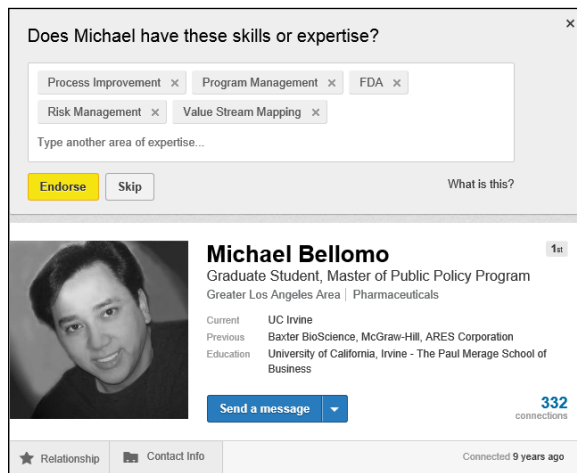 Does Michael have these skills or expertise?
Process Improvement × Program Management × FDA ×
Risk Management × Value Stream Mapping ×
Type another area of expertise...
Endorse Skip What is this?
Michael Bellomo 1st
Graduate Student, Master of Public Policy Program
Greater Los Angeles Area | Pharmaceuticals
Current UC Irvine
Previous Baxter BioScience, McGraw-Hill, ARES Corporation
Education University of California, Irvine - The Paul Merage School of
Business
Send a message 332
connections
Relationship Contact Info Connected 9 years ago